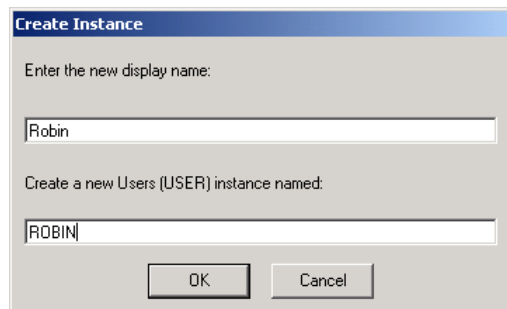 Create Instance
Enter the new display name:
Robin
Create a new Users (USER) instance named:
ROBIN
OK Cancel